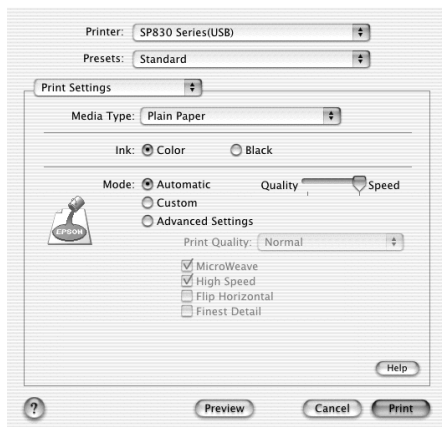 Printer: SP830 Series(USB)
Presets: Standard
Print Settings
Media Type: Plain Paper
Ink: Color Black
Mode: Automatic Quality Speed
Custom
Advanced Settings
EPSON
Print Quality: Normal
MicroWeave
High Speed
Flip Horizontal
Finest Detail
Help
? Preview Cancel Print